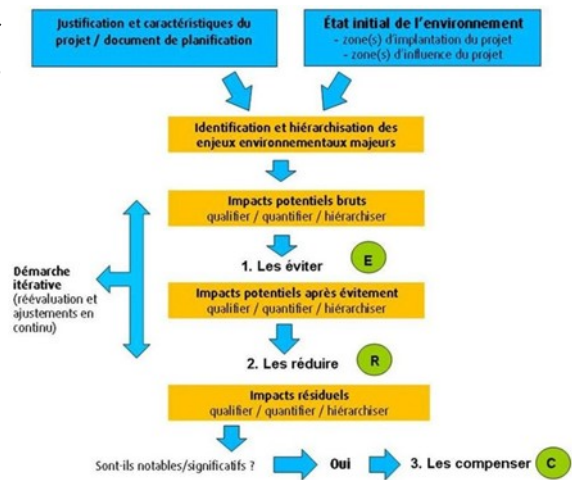 Justification et caractéristiques du
projet / document de planification
État initial de l'environnement
- zone(s) d'implantation du projet
- zone(s) d'influence du projet
Identification et hiérarchisation des
enjeux environnementaux majeurs
Impacts potentiels bruts
qualifier / quantifier / hiérarchiser
1. Les éviter
E
Démarche
itérative
(réévaluation et
ajustements en
continu)
Impacts potentiels après évitement
qualifier / quantifier / hiérarchiser
2. Les réduire
R
Impacts résiduels
qualifier / quantifier / hiérarchiser
Sont-ils notables/significatifs ?
Oui
3. Les compenser
C